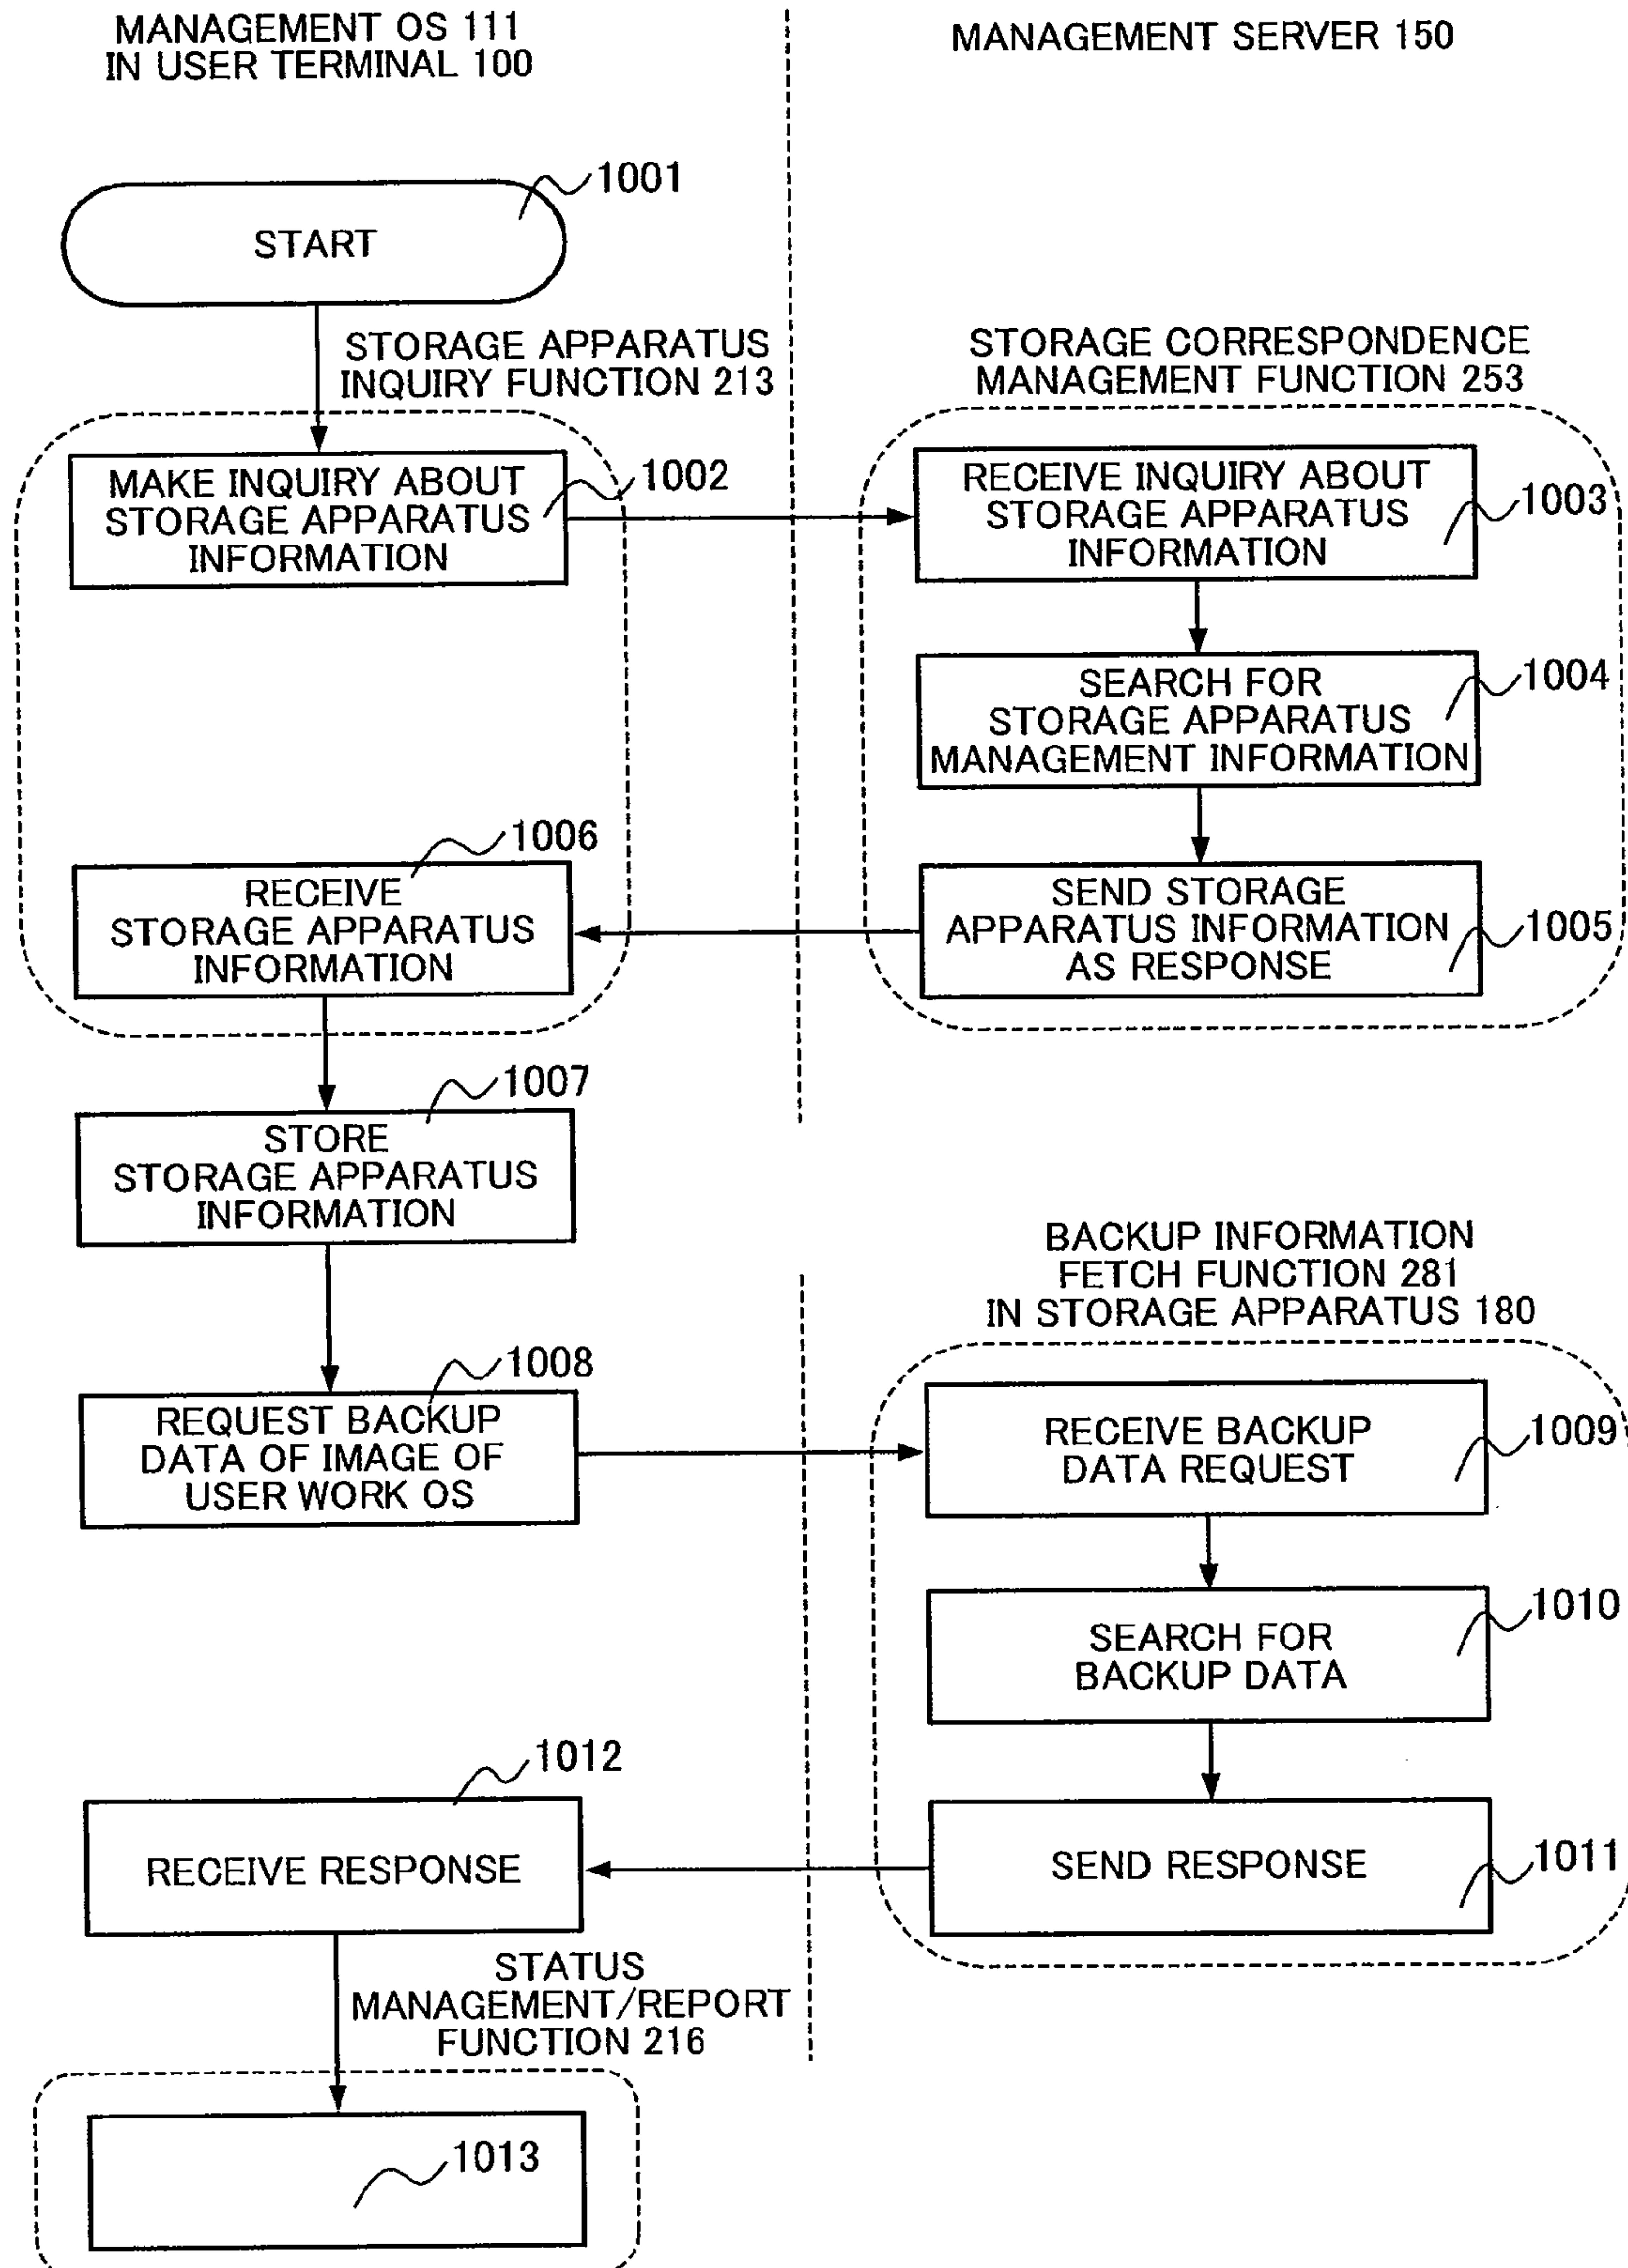 MANAGEMENT OS 111
IN USER TERMINAL 100
MANAGEMENT SERVER 150
1001
START
STORAGE APPARATUS
INQUIRY FUNCTION 213
STORAGE CORRESPONDENCE
MANAGEMENT FUNCTION 253
MAKE INQUIRY ABOUT
STORAGE APPARATUS
INFORMATION
1002
RECEIVE INQUIRY ABOUT
STORAGE APPARATUS
INFORMATION
1003
SEARCH FOR
STORAGE APPARATUS
MANAGEMENT INFORMATION
1004
1006
RECEIVE
STORAGE APPARATUS
INFORMATION
SEND STORAGE
APPARATUS INFORMATION
AS RESPONSE
1005
1007
STORE
STORAGE APPARATUS
INFORMATION
BACKUP INFORMATION
FETCH FUNCTION 281
IN STORAGE APPARATUS 180
1008
REQUEST BACKUP
DATA OF IMAGE OF
USER WORK OS
RECEIVE BACKUP
DATA REQUEST
1009
SEARCH FOR
BACKUP DATA
1010
1012
RECEIVE RESPONSE
SEND RESPONSE
1011
STATUS
MANAGEMENT/REPORT
FUNCTION 216
1013